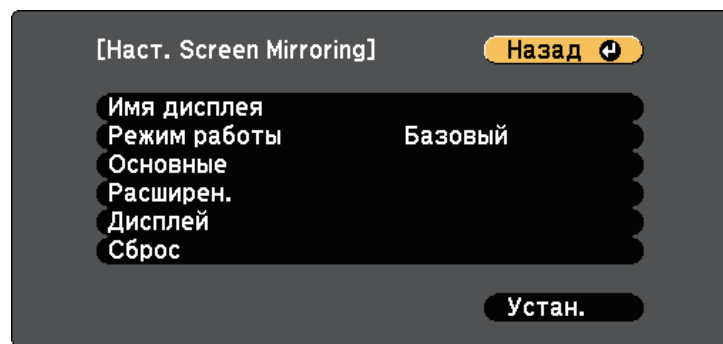 [Наст. Screen Mirroring] Назад
Имя дисплея
Режим работы Базовый
Основные
Расширен.
Дисплей
Сброс
Устан.